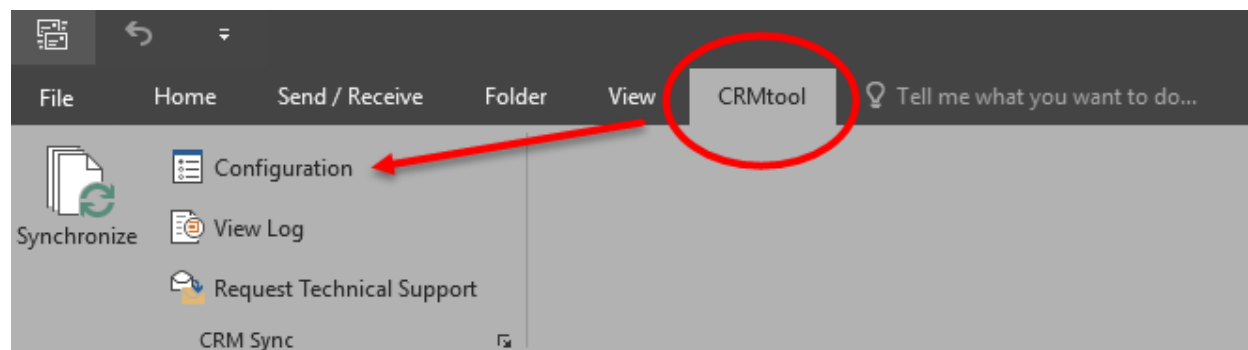 File Home Send / Receive Folder View CRMtool Tell me what you want to do...
Configuration
View Log
Synchronize
Request Technical Support
CRM Sync